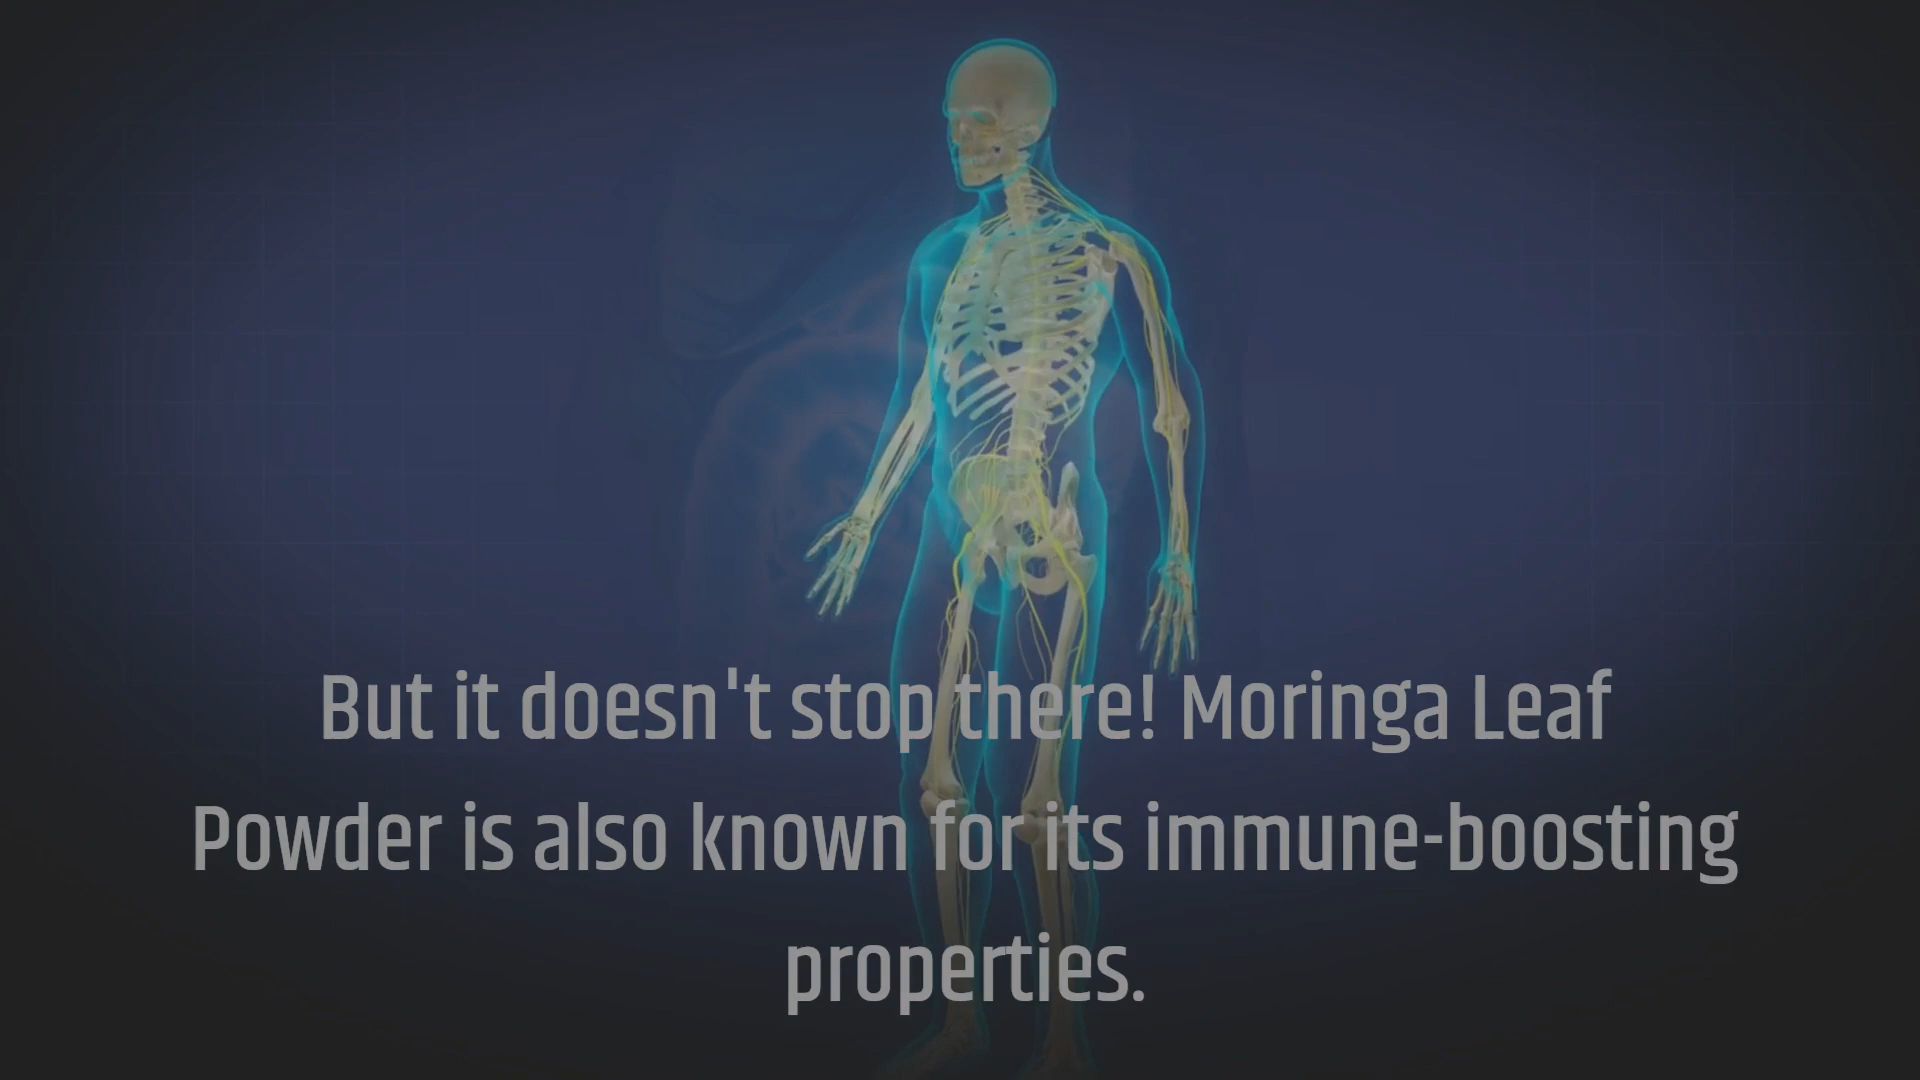 But it doesn't stop there! Moringa Leaf
Powder is also known for its immune-boosting
properties.